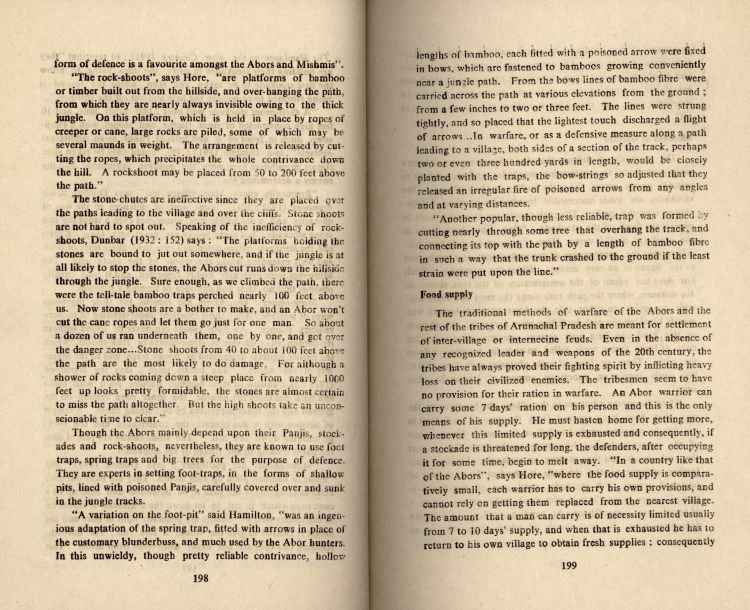 form of defence is a favourite amongst the Abors and Mishmis".
"The rock-shoots", says Hore, "are platforms of bamboo
or timber built out from the hillside, and over-hanging the path,
from which they are nearly always invisible owing to the thick
jungle. On this platform, which is held in place by ropes of
creeper or cane, large rocks are piled, some of which may be
several maunds in weight. The arrangement is released by cut-
ting the ropes, which precipitates the whole contrivance down
the hill. A rockshoot may be placed from 50 to 200 feet above
the path."
The stone-chutes are ineffective since they are placed over
the paths leading to the village and over the cliffs. Stone shoots
are not hard to spot out. Speaking of the inefficiency of rock-
shoots, Dunbar (1932 : 152) says : "The platforms holding the
stones are bound to jut out somewhere, and if the jungle is at
all likely to stop the stones, the Abors cut runs down the hillside
through the jungle. Sure enough, as we climbed the path, there
were the tell-tale bamboo traps perched nearly 100 feet above
us. Now stone shoots are a bother to make, and an Abor won't
cut the cane ropes and let them go just for one man. So about
a dozen of us ran underneath them, one by one, and got over
the danger zone...Stone shoots from 40 to about 100 feet above
the path are the most likely to do damage. For although a
shower of rocks coming down a steep place from nearly 1000
feet up looks pretty formidable, the stones are almost certain
to miss the path altogether. But the high shoots take an uncon-
scionable time to clear."
Though the Abors mainly depend upon their Panjis, stock-
ades and rock-shoots, nevertheless, they are known to use foot
traps, spring traps and big trees for the purpose of defence.
They are experts in setting foot-traps, in the forms of shallow
pits, lined with poisoned Panjis, carefully covered over and sunk
in the jungle tracks.
"A variation on the foot-pit" said Hamilton, "was an ingen-
ious adaptation of the spring trap, fitted with arrows in place of
the customary blunderbuss, and much used by the Abor hunters.
In this unwieldy, though pretty reliable contrivance, hollow
198
lengths of bamboo, each fitted with a poisoned arrow were fixed
in bows, which are fastened to bamboos growing conveniently
near a jungle path. From the bows lines of bamboo fibre were
carried across the path at various elevations from the ground ;
from a few inches to two or three feet. The lines were strung
tightly, and so placed that the lightest touch discharged a flight
of arrows...In warfare, or as a defensive measure along a path
leading to a village, both sides of a section of the track, perhaps
two or even three hundred yards in length, would be closely
planted with the traps, the bow-strings so adjusted that they
released an irregular fire of poisoned arrows from any angles
and at varying distances.
"Another popular, though less reliable, trap was formed by
cutting nearly through some tree that overhang the track, and
connecting its top with the path by a length of bamboo fibre
in such a way that the trunk crashed to the ground if the least
strain were put upon the line."
Food supply
The traditional methods of warfare of the Abors and the
rest of the tribes of Arunachal Pradesh are meant for settlement
of inter-village or internecine feuds. Even in the absence of
any recognized leader and weapons of the 20th century, the
tribes have always proved their fighting spirit by inflicting heavy
loss on their civilized enemies. The tribesmen seem to have
no provision for their ration in warfare. An Abor warrior can
carry some 7 days' ration on his person and this is the only
means of his supply. He must hasten home for getting more,
whenever this limited supply is exhausted and consequently, if
a stockade is threatened for long, the defenders, after occupying
it for some time, begin to melt away. "In a country like that
of the Abors", says Hore, "where the food supply is compara-
tively small, each warrior has to carry his own provisions, and
cannot rely on getting them replaced from the nearest village.
The amount that a man can carry is of necessity limited usually
from 7 to 10 days' supply, and when that is exhausted he has to
return to his own village to obtain fresh supplies ; consequently
199